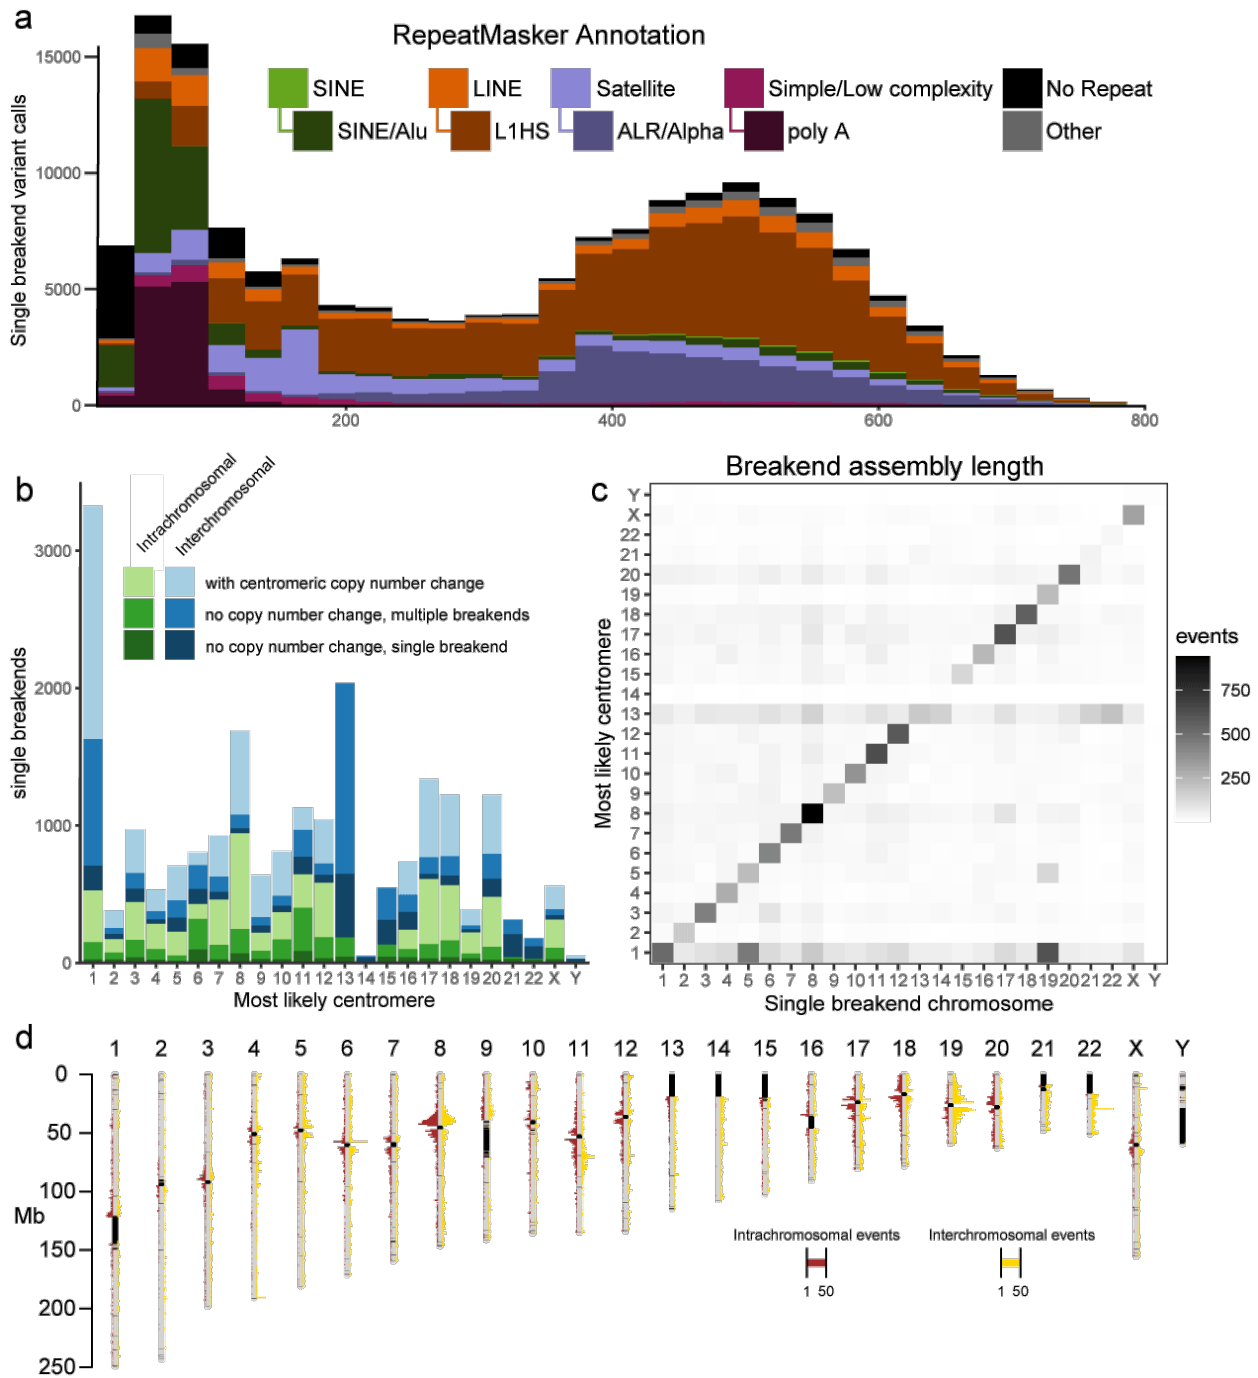 a
RepeatMasker Annotation
SINE
LINE
Satellite
Simple/Low complexity
No Repeat
SINE/Alu
L1HS
ALR/Alpha
poly A
Other
Single breakend variant calls
15000
10000
5000
0
200
400
600
800
Breakend assembly length
b
Intrachromosomal
Interchromosomal
with centromeric copy number change
no copy number change, multiple breakends
no copy number change, single breakend
single breakends
3000
2000
1000
0
1 2 3 4 5 6 7 8 9 10 11 12 13 14 15 16 17 18 19 20 21 22 X Y
Most likely centromere
c
Most likely centromere
Y
X
22
21
20
19
18
17
16
15
14
13
12
11
10
9
8
7
6
5
4
3
2
1
1 2 3 4 5 6 7 8 9 10 11 12 13 14 15 16 17 18 19 20 21 22 X Y
Single breakend chromosome
events
750
500
250
d
1 2 3 4 5 6 7 8 9 10 11 12 13 14 15 16 17 18 19 20 21 22 X Y
0
50
100
Mb
150
200
250
Intrachromosomal events
1 50
Interchromosomal events
1 50